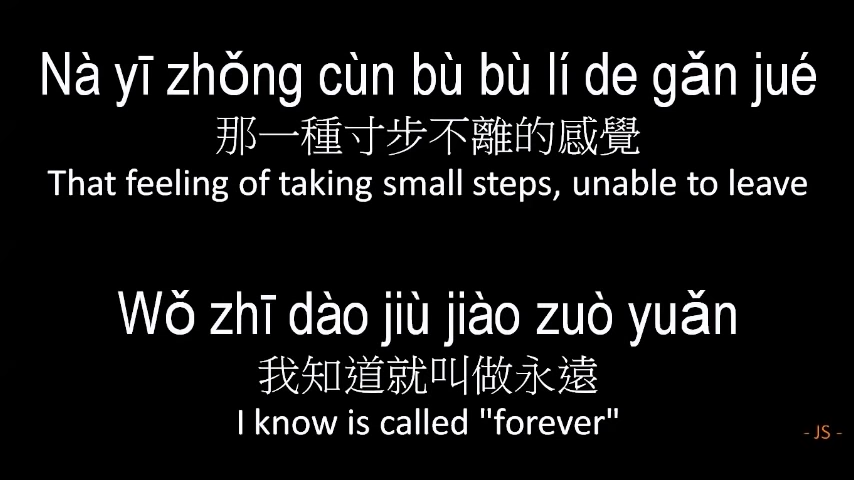 Nà yī zhǒng cùn bù bù lí de gǎn jué
那一種寸步不離的感覺
That feeling of taking small steps, unable to leave
Wǒ zhī dào jiù jiào zuò yuǎn
我知道就叫做永遠
I know is called "forever"
- JS -